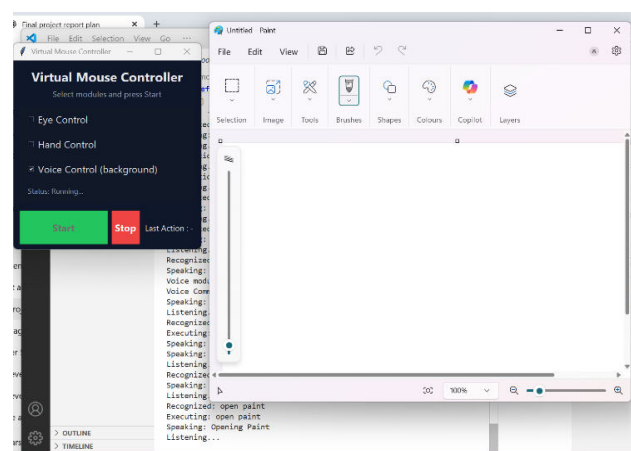 Final project report plan
File Edit Selection View Go ...
Virtual Mouse Controller
Virtual Mouse Controller
Select modules and press Start
Eye Control
Hand Control
Voice Control (background)
Status: Running...
Start
Stop
Last Action : -
Untitled Paint
File Edit View
Selection
Image
Tools
Brushes
Shapes
Colours
Copilot
Layers
100%
Listening.
Recognized
Speaking:
Voice modu
Voice Comm
Speaking:
Listening.
Recognized
Executing:
Speaking:
Speaking:
Listening.
Recognized
Speaking:
Listening.
Recognized: open paint
Executing: open paint
Speaking: Opening Paint
Listening...
> OUTLINE
> TIMELINE